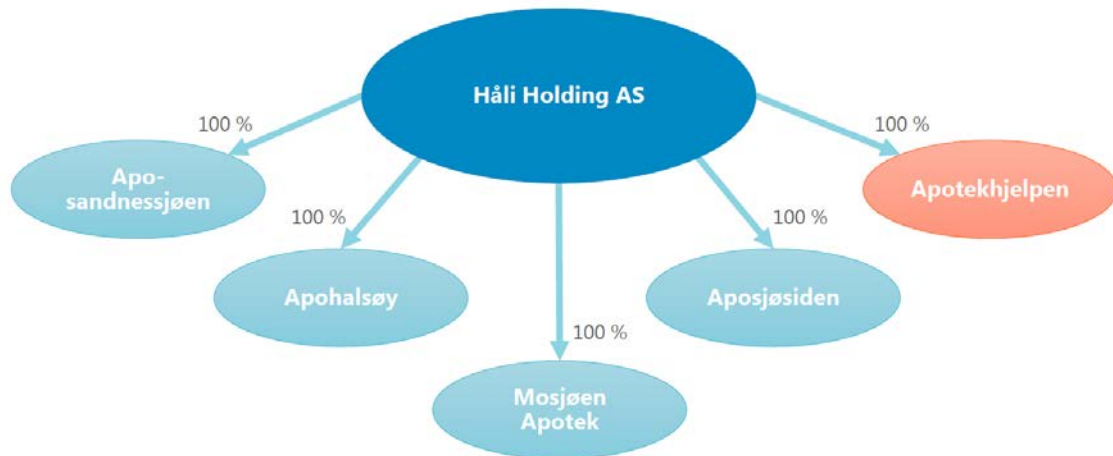 Håli Holding AS
100 %
100 %
Apo-
sandnessjøen
Apotekhjelpen
100 %
100 %
Apohalsøy
Aposjøsiden
100 %
Mosjøen
Apotek